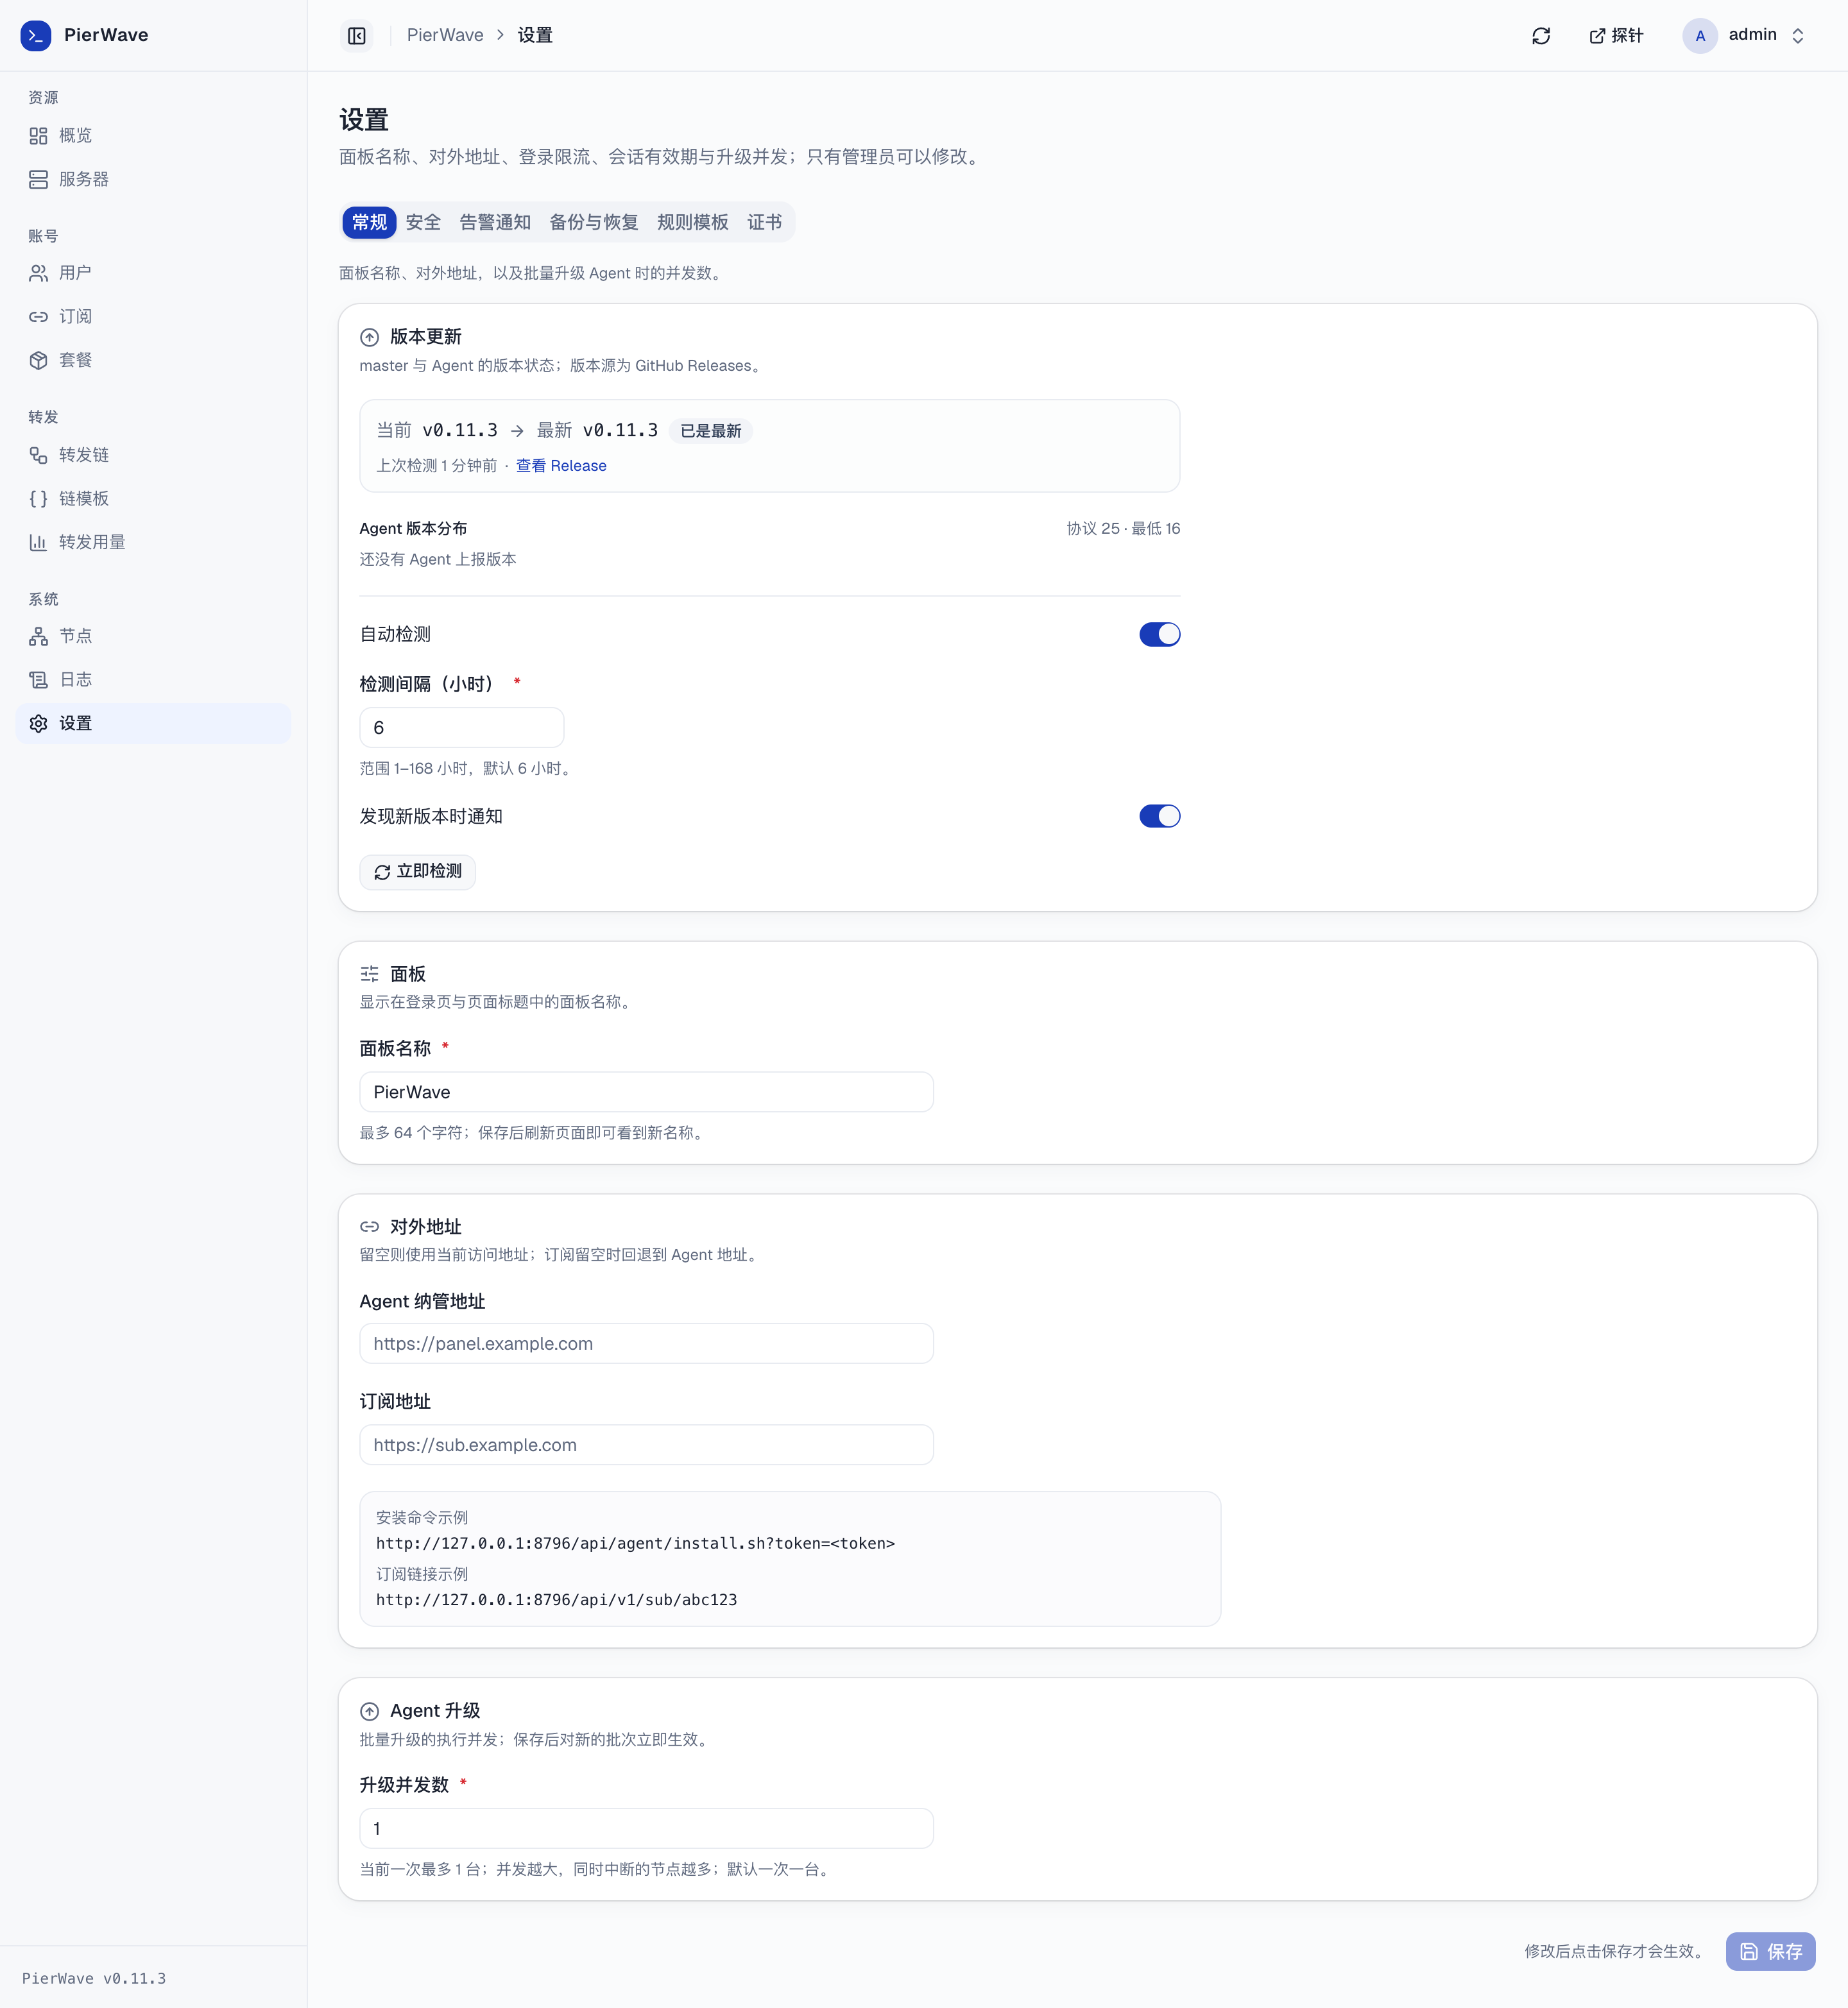 PierWave
PierWave > 设置
探针
A
admin
资源
概览
服务器
账号
用户
订阅
套餐
转发
转发链
链模板
转发用量
系统
节点
日志
设置
PierWave v0.11.3
设置
面板名称、对外地址、登录限流、会话有效期与升级并发；只有管理员可以修改。
常规 安全 告警通知 备份与恢复 规则模板 证书
面板名称、对外地址，以及批量升级 Agent 时的并发数。
版本更新
master 与 Agent 的版本状态；版本源为 GitHub Releases。
当前 v0.11.3 → 最新 v0.11.3 已是最新
上次检测 1 分钟前 · 查看 Release
Agent 版本分布
协议 25 · 最低 16
还没有 Agent 上报版本
自动检测
检测间隔（小时） *
6
范围 1–168 小时，默认 6 小时。
发现新版本时通知
立即检测
面板
显示在登录页与页面标题中的面板名称。
面板名称 *
PierWave
最多 64 个字符；保存后刷新页面即可看到新名称。
对外地址
留空则使用当前访问地址；订阅留空时回退到 Agent 地址。
Agent 纳管地址
https://panel.example.com
订阅地址
https://sub.example.com
安装命令示例
http://127.0.0.1:8796/api/agent/install.sh?token=<token>
订阅链接示例
http://127.0.0.1:8796/api/v1/sub/abc123
Agent 升级
批量升级的执行并发；保存后对新的批次立即生效。
升级并发数 *
1
当前一次最多 1 台；并发越大，同时中断的节点越多；默认一次一台。
修改后点击保存才会生效。
保存